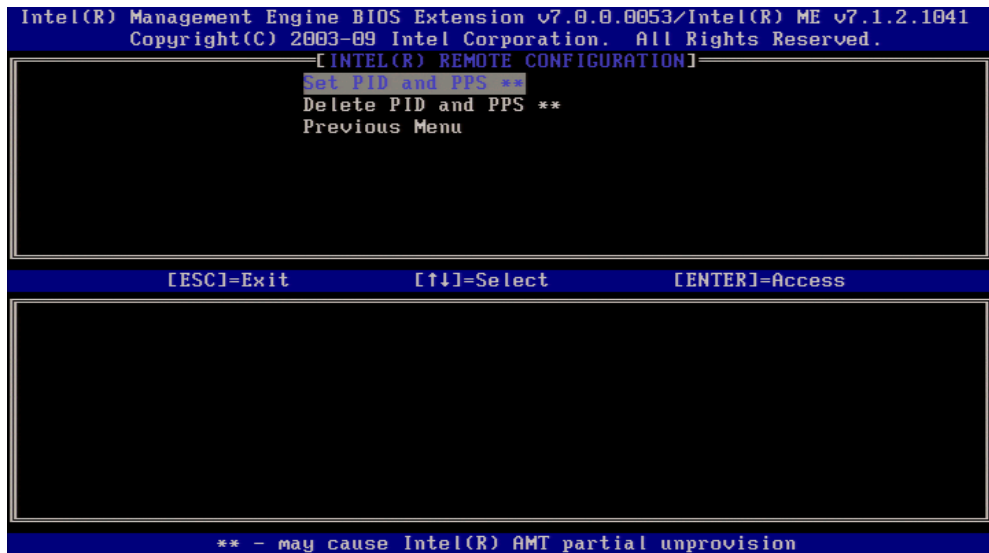 Intel(R) Management Engine BIOS Extension v7.0.0.0053/Intel(R) ME v7.1.2.1041
Copyright(C) 2003-09 Intel Corporation. All Rights Reserved.
[INTEL(R) REMOTE CONFIGURATION]
Set PID and PPS **
Delete PID and PPS **
Previous Menu
[ESC]=Exit [↑↓]=Select [ENTER]=Access
** - may cause Intel(R) AMT partial unprovision